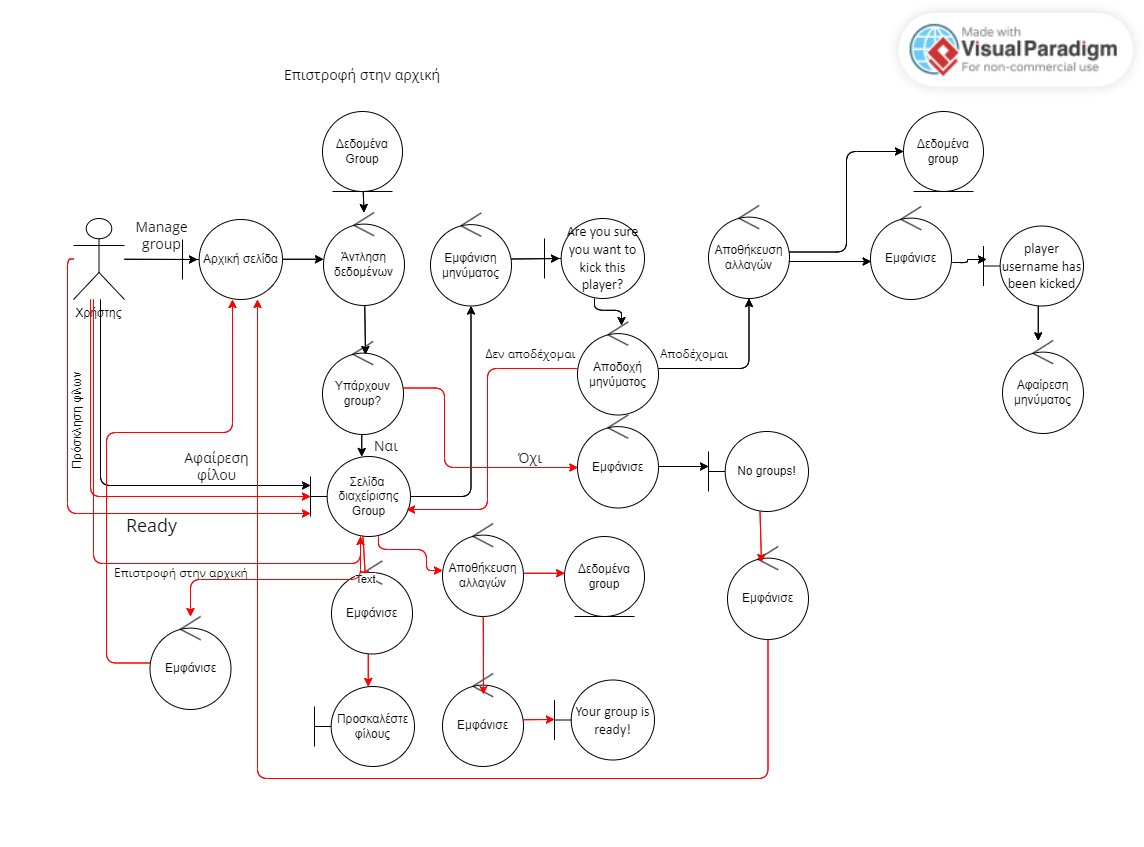 Made with
VisualParadigm
For non-commercial use
Επιστροφή στην αρχική
Δεδομένα
Group
Δεδομένα
group
Manage
group
Αρχική σελίδα
Άντληση
δεδομένων
Εμφάνιση
μηνύματος
Are you sure
you want to
kick this
player?
Αποθήκευση
αλλαγών
Εμφάνισε
player
username has
been kicked
Χρήστης
Πρόσκληση φίλων
Υπάρχουν
group?
Δεν αποδέχομαι
Αποδοχή
μηνύματος
Αποδέχομαι
Αφαίρεση
μηνύματος
Ναι
Αφαίρεση
φίλου
Όχι
Εμφάνισε
No groups!
Σελίδα
διαχείρισης
Group
Ready
Επιστροφή στην αρχική
Text
Αποθήκευση
αλλαγών
Δεδομένα
group
Εμφάνισε
Εμφάνισε
Εμφάνισε
Προσκαλέστε
φίλους
Εμφάνισε
Your group is
ready!